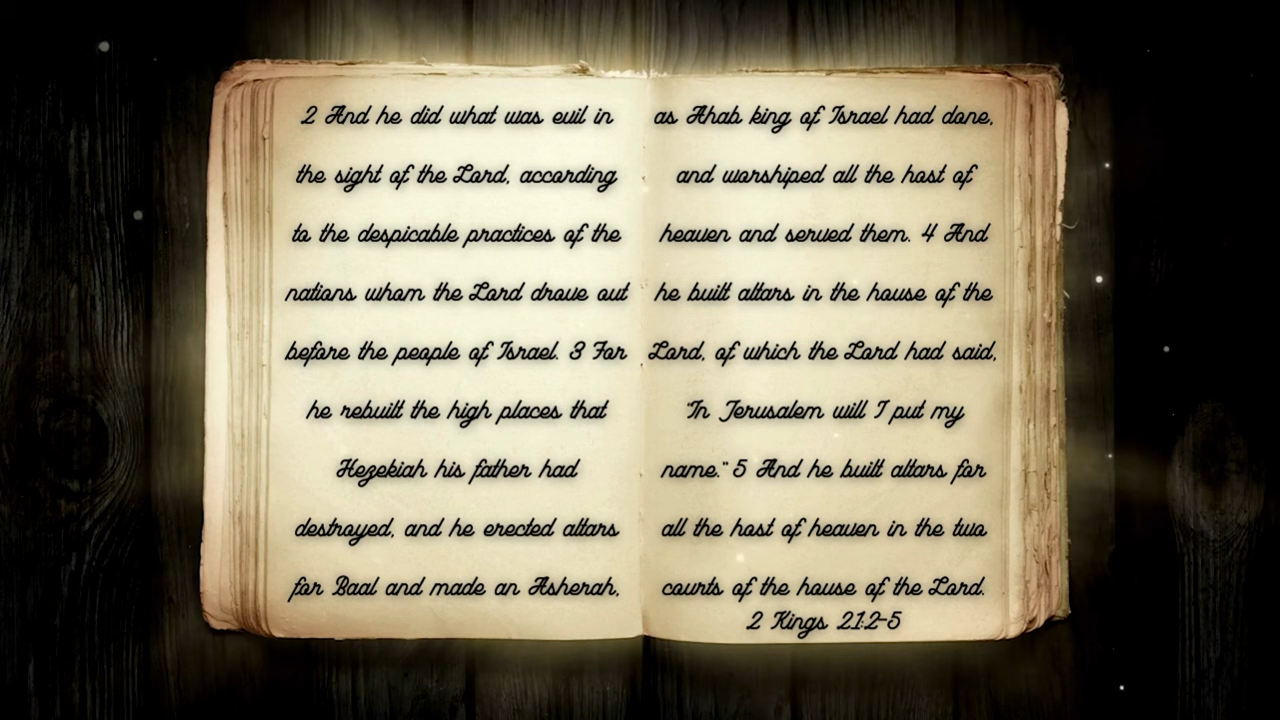 2 And he did what was evil in
the sight of the Lord, according
to the despicable practices of the
nations whom the Lord drove out
before the people of Israel. 3 For
he rebuilt the high places that
Hezekiah his father had
destroyed, and he erected altars
for Baal and made an Asherah,
as Ahab king of Israel had done,
and worshiped all the host of
heaven and served them. 4 And
he built altars in the house of the
Lord, of which the Lord had said,
"In Jerusalem will I put my
name." 5 And he built altars for
all the host of heaven in the two
courts of the house of the Lord.
2 Kings 21:2-5